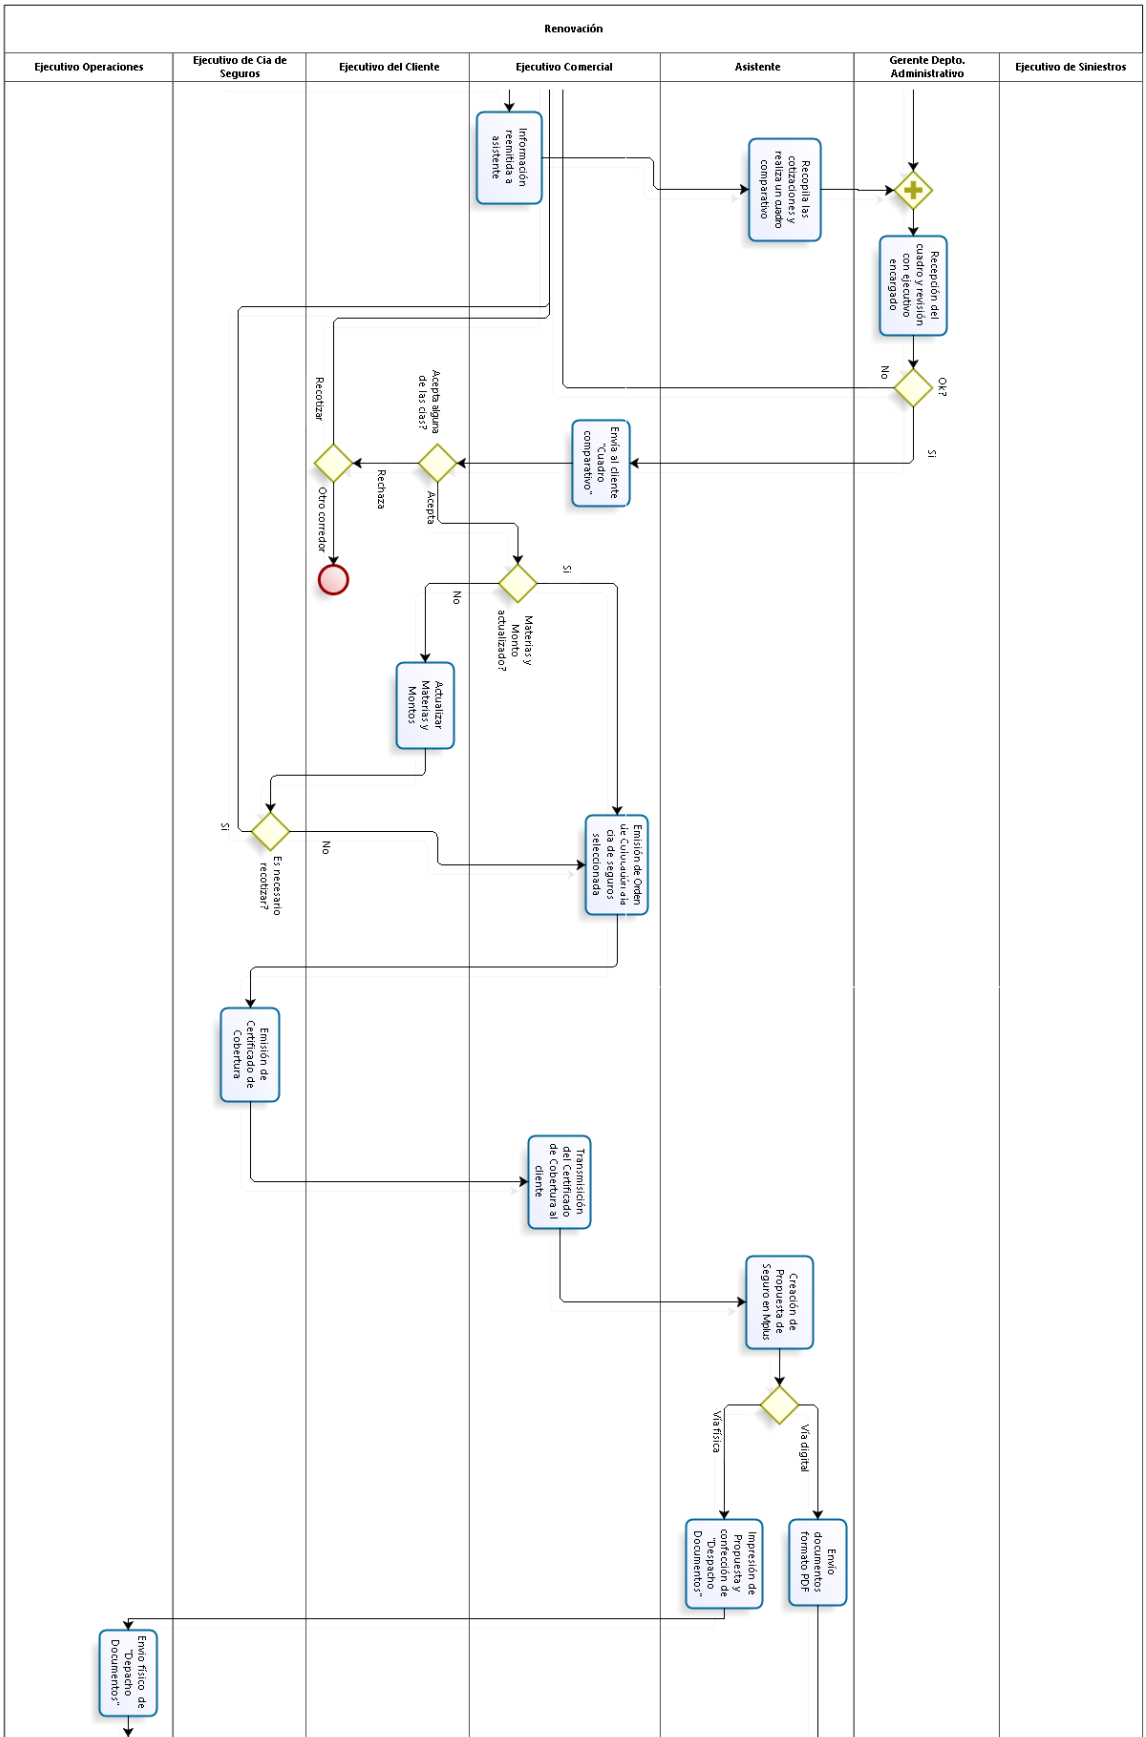 Renovación
Ejecutivo Operaciones
Ejecutivo de Cia de
Seguros
Ejecutivo del Cliente
Ejecutivo Comercial
Asistente
Gerente Depto.
Administrativo
Ejecutivo de Siniestros
Información
reemitida a
asistente
Recopila las
cotizaciones y
realiza un cuadro
comparativo
Recepción del
cuadro y revisión
con ejecutivo
encargado
Ok?
No
Si
Envía al cliente
"Cuadro
comparativo"
Acepta alguna
de las cías?
Recotizar
Rechaza
Acepta
Otro corredor
Si
No
Materias y
Monto
actualizado?
Actualizar
Materias y
Montos
Si
No
Es necesario
recotizar?
Emisión de Orden
de Colocación a la
cia de seguros
seleccionada
Emisión de
Certificado de
Cobertura
Transmisición
del Certificado
de Cobertura al
cliente
Creación de
Propuesta de
Seguro en Mplus
Vía física
Vía digital
Impresión de
Propuesta y
confección de
"Despacho
Documentos"
Envío
documentos
formato PDF
Envio físico de
"Depacho
Documentos"